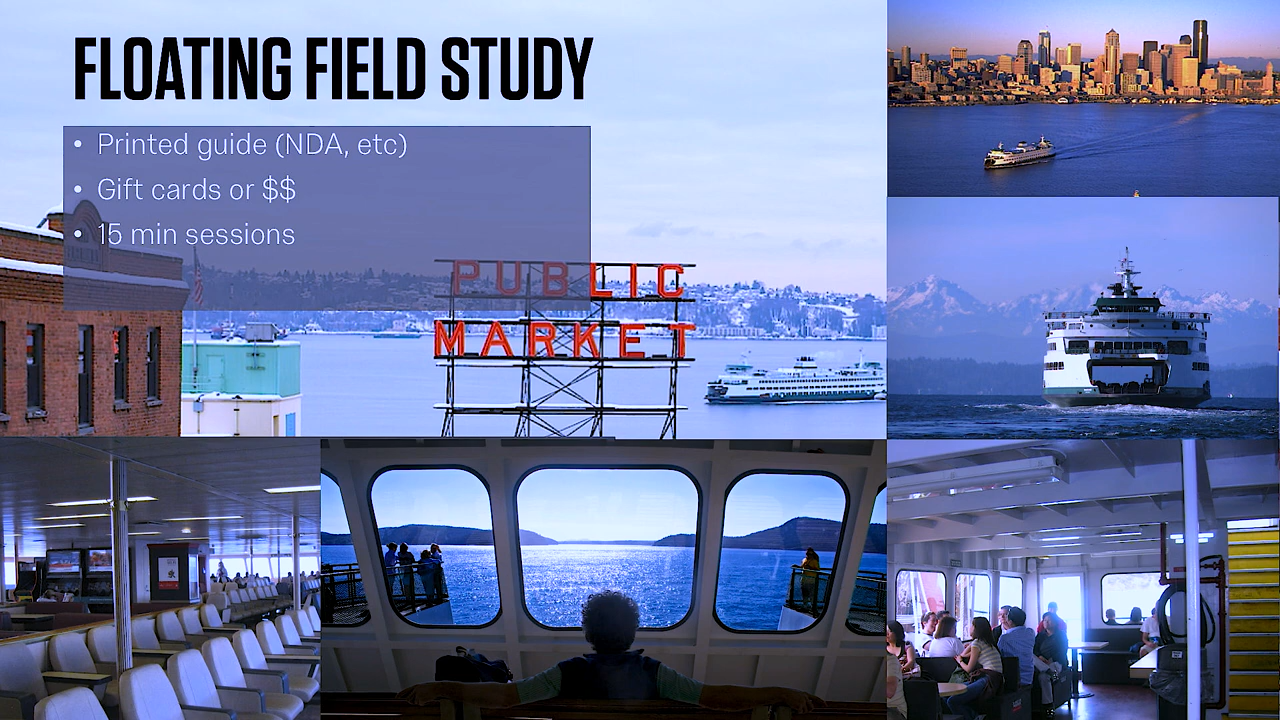 FLOATING FIELD STUDY
• Printed guide (NDA, etc)
• Gift cards or $$
• 15 min sessions
PUBLIC
MARKET